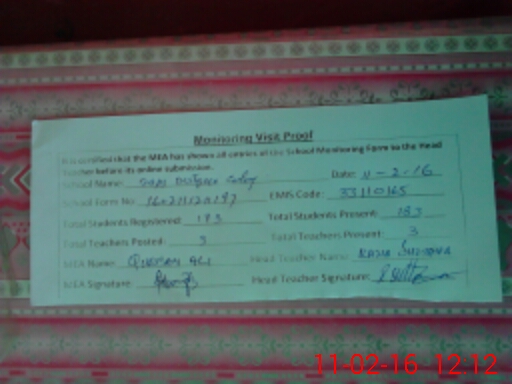 Monitoring Visit Proof
It is certified that the MEA has shown all entries of the School Monitoring Form to the Head
Teacher before its online submission.
School Name: Date: 11-2-16
School Form No: EMIS Code: 33110165
Total Students Registered: 183 Total Students Present: 183
Total Teachers Posted: 3 Total Teachers Present: 3
MEA Name: ALI Head Teacher Name: RAZIA SULTANA
MEA Signature: Head Teacher Signature:
11-02-16 12:12